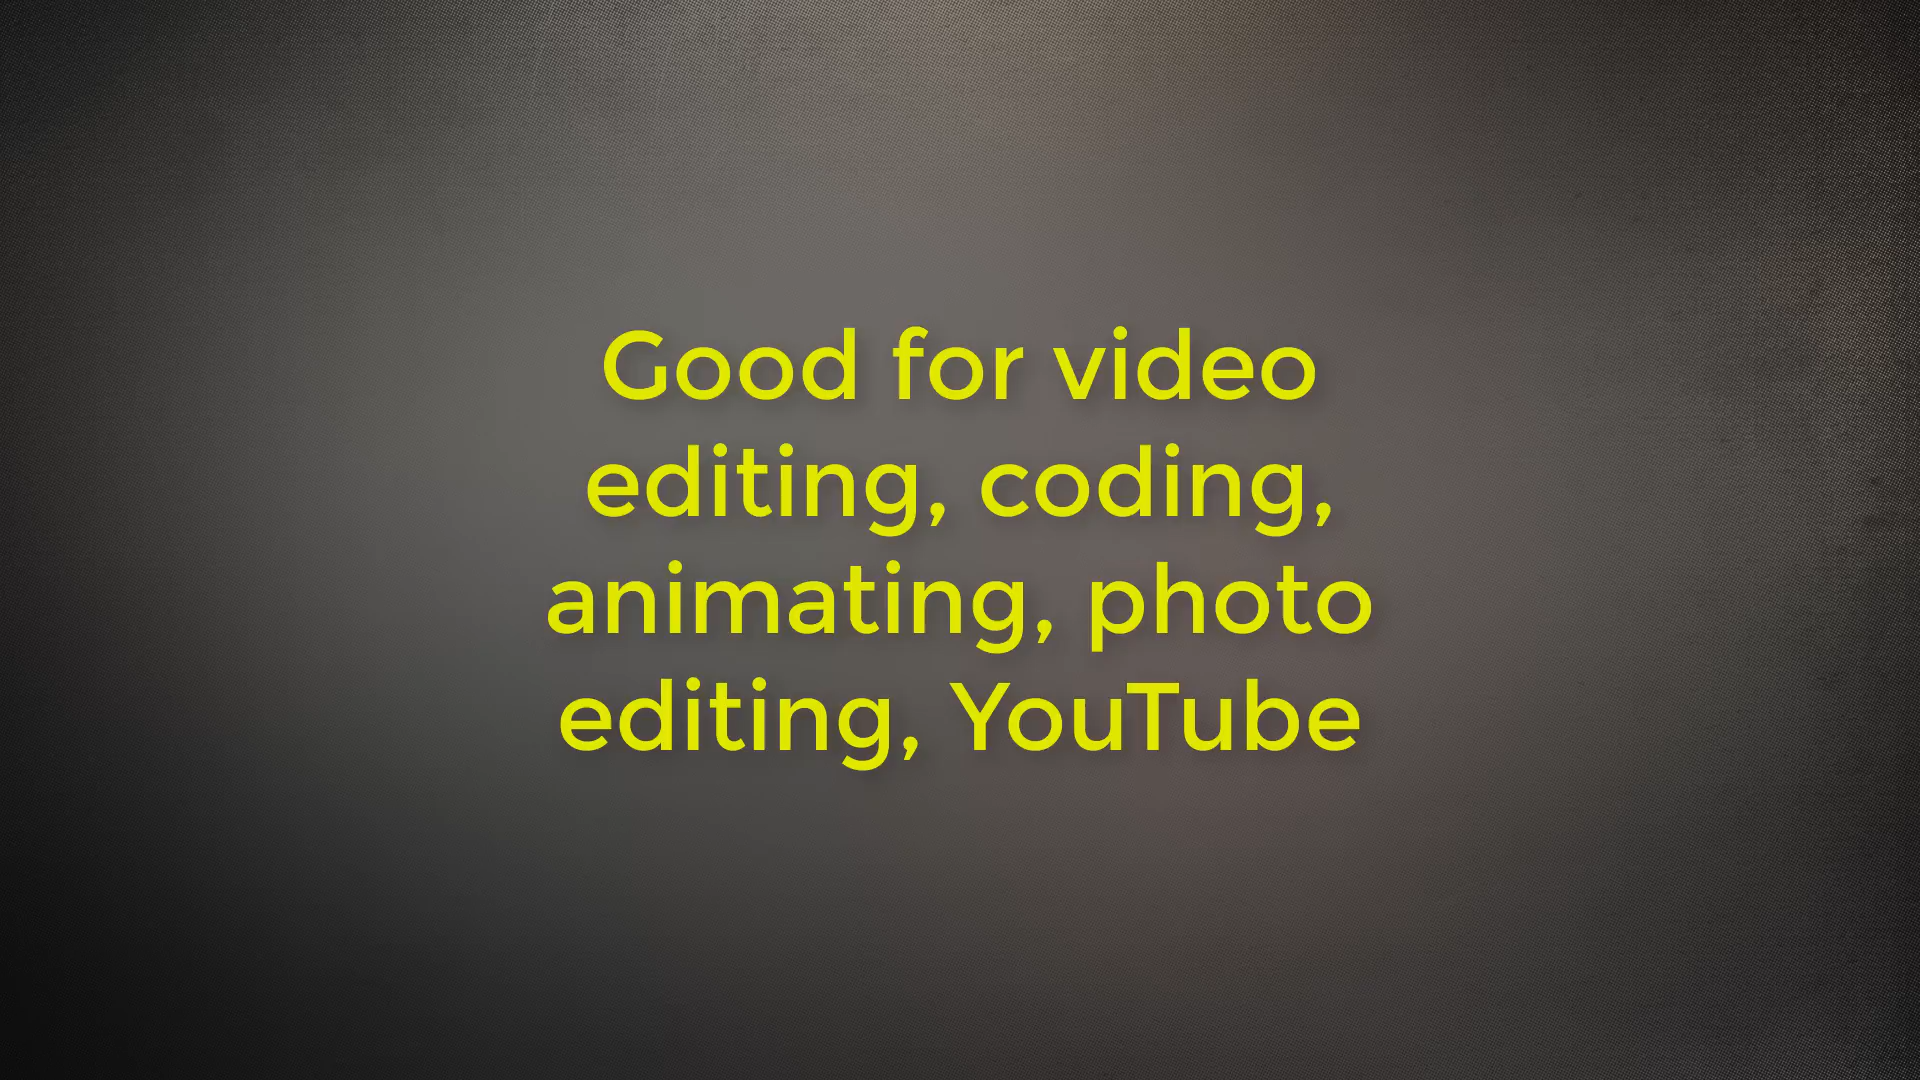 Good for video
editing, coding,
animating, photo
editing, YouTube